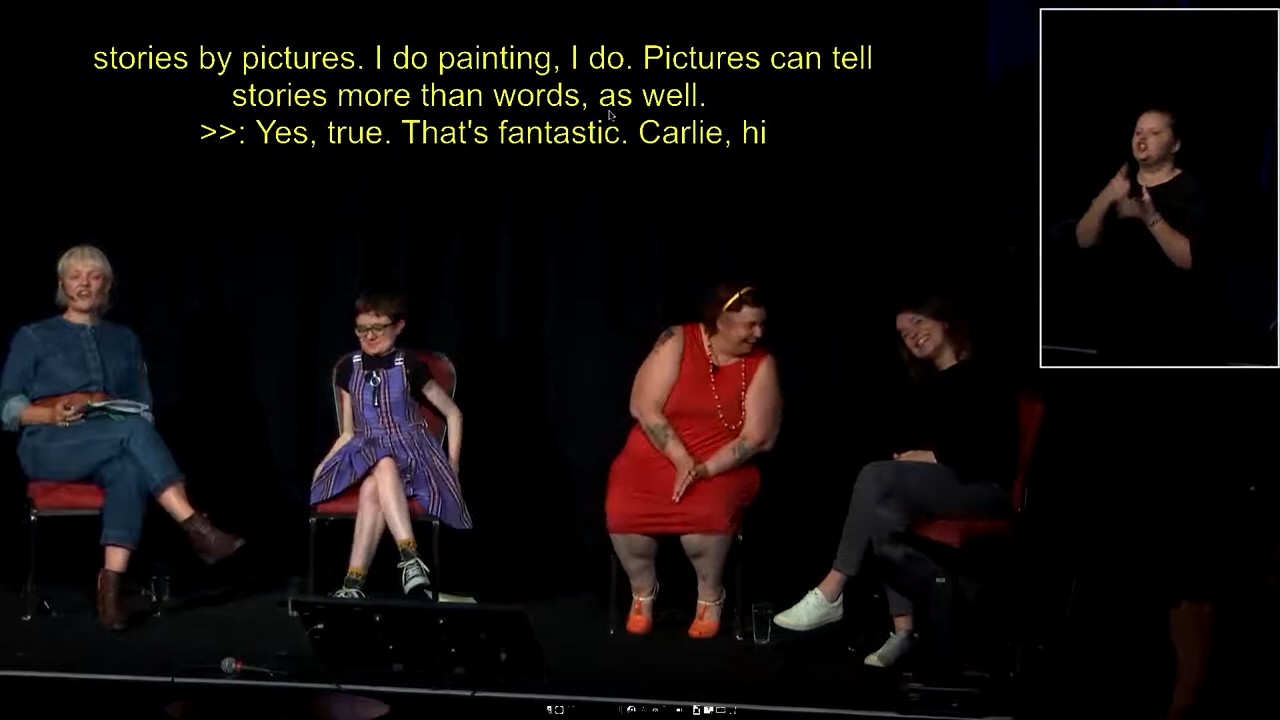 stories by pictures. I do painting, I do. Pictures can tell
stories more than words, as well.
>>: Yes, true. That's fantastic. Carlie, hi